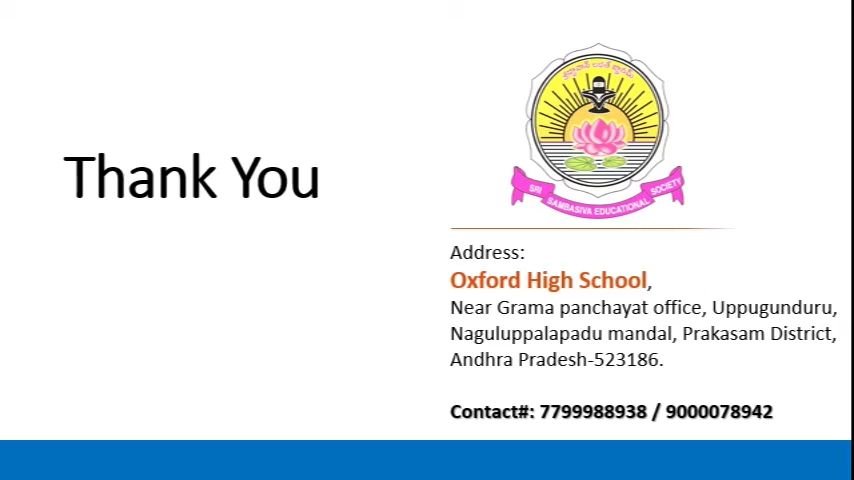 Thank You
SRI SAMBASIVA EDUCATIONAL SOCIETY
Address:
Oxford High School,
Near Grama panchayat office, Uppugunduru,
Naguluppalapadu mandal, Prakasam District,
Andhra Pradesh-523186.
Contact#: 7799988938 / 9000078942